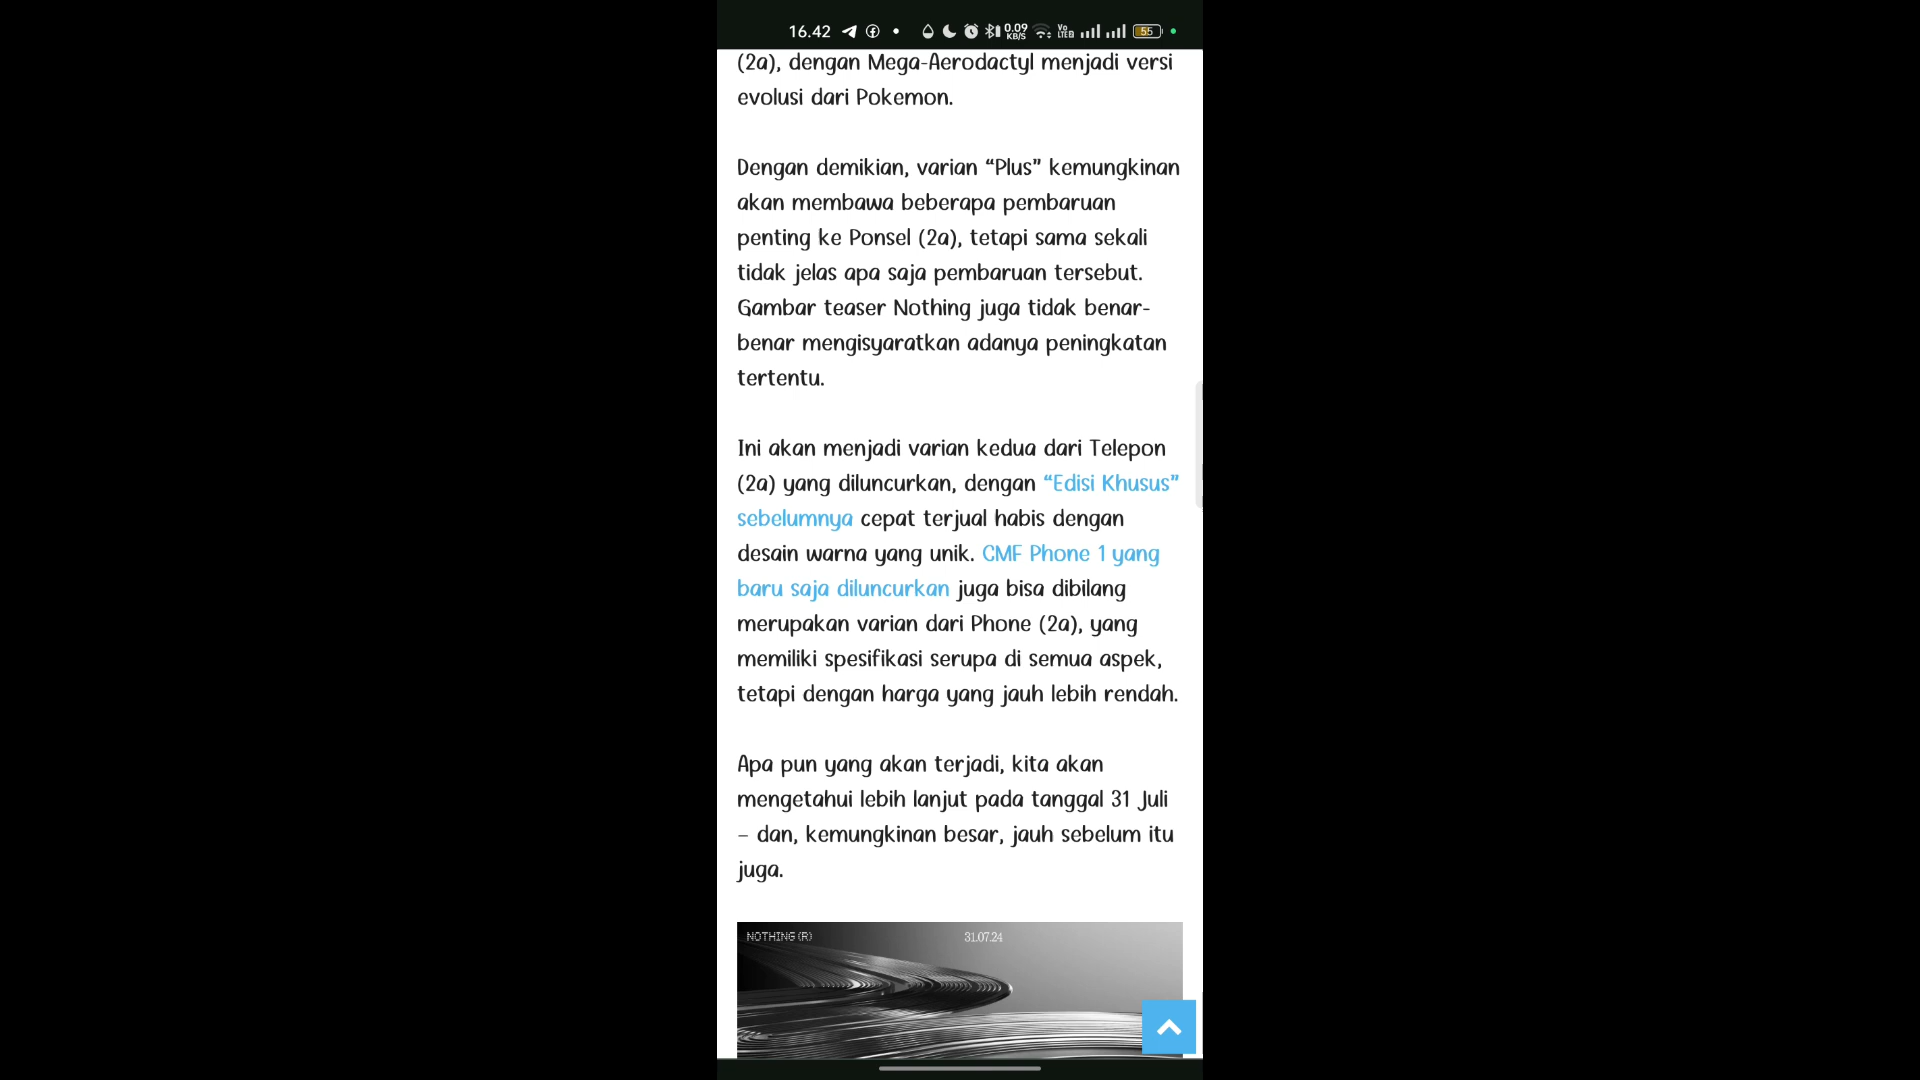 16.42 0.09 KB/S Vo LTE2 55
(2a), dengan Mega-Aerodactyl menjadi versi
evolusi dari Pokemon.
Dengan demikian, varian “Plus” kemungkinan
akan membawa beberapa pembaruan
penting ke Ponsel (2a), tetapi sama sekali
tidak jelas apa saja pembaruan tersebut.
Gambar teaser Nothing juga tidak benar-
benar mengisyaratkan adanya peningkatan
tertentu.
Ini akan menjadi varian kedua dari Telepon
(2a) yang diluncurkan, dengan “Edisi Khusus”
sebelumnya cepat terjual habis dengan
desain warna yang unik. CMF Phone 1 yang
baru saja diluncurkan juga bisa dibilang
merupakan varian dari Phone (2a), yang
memiliki spesifikasi serupa di semua aspek,
tetapi dengan harga yang jauh lebih rendah.
Apa pun yang akan terjadi, kita akan
mengetahui lebih lanjut pada tanggal 31 Juli
– dan, kemungkinan besar, jauh sebelum itu
juga.
NOTHING (R) 31.07.24